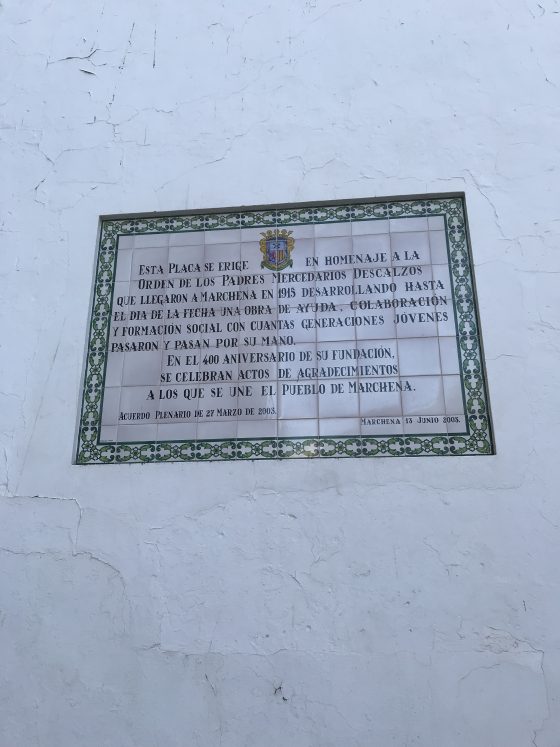 ESTA PLACA SE ERIGE EN HOMENAJE A LA
ORDEN DE LOS PADRES MERCEDARIOS DESCALZOS
QUE LLEGARON A MARCHENA EN 1915 DESARROLLANDO HASTA
EL DIA DE LA FECHA UNA OBRA DE AYUDA, COLABORACIÓN
Y FORMACIÓN SOCIAL CON CUANTAS GENERACIONES JÓVENES
PASARON Y PASAN POR SU MANO.
EN EL 400 ANIVERSARIO DE SU FUNDACIÓN,
SE CELEBRAN ACTOS DE AGRADECIMIENTOS
A LOS QUE SE UNE EL PUEBLO DE MARCHENA.
ACUERDO PLENARIO DE 27 MARZO DE 2003.
MARCHENA 13 JUNIO 2003.